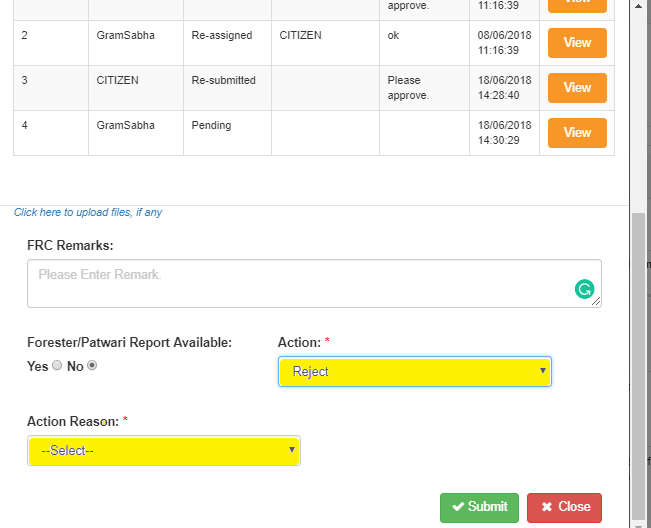 approve. 11:16:39
2 GramSabha Re-assigned CITIZEN ok 08/06/2018 View
11:16:39
3 CITIZEN Re-submitted Please 18/06/2018 View
approve. 14:28:40
4 GramSabha Pending 18/06/2018 View
14:30:29
Click here to upload files, if any
FRC Remarks:
Please Enter Remark.
Forester/Patwari Report Available: Action: *
Yes No Reject
Action Reason: *
--Select--
Submit Close